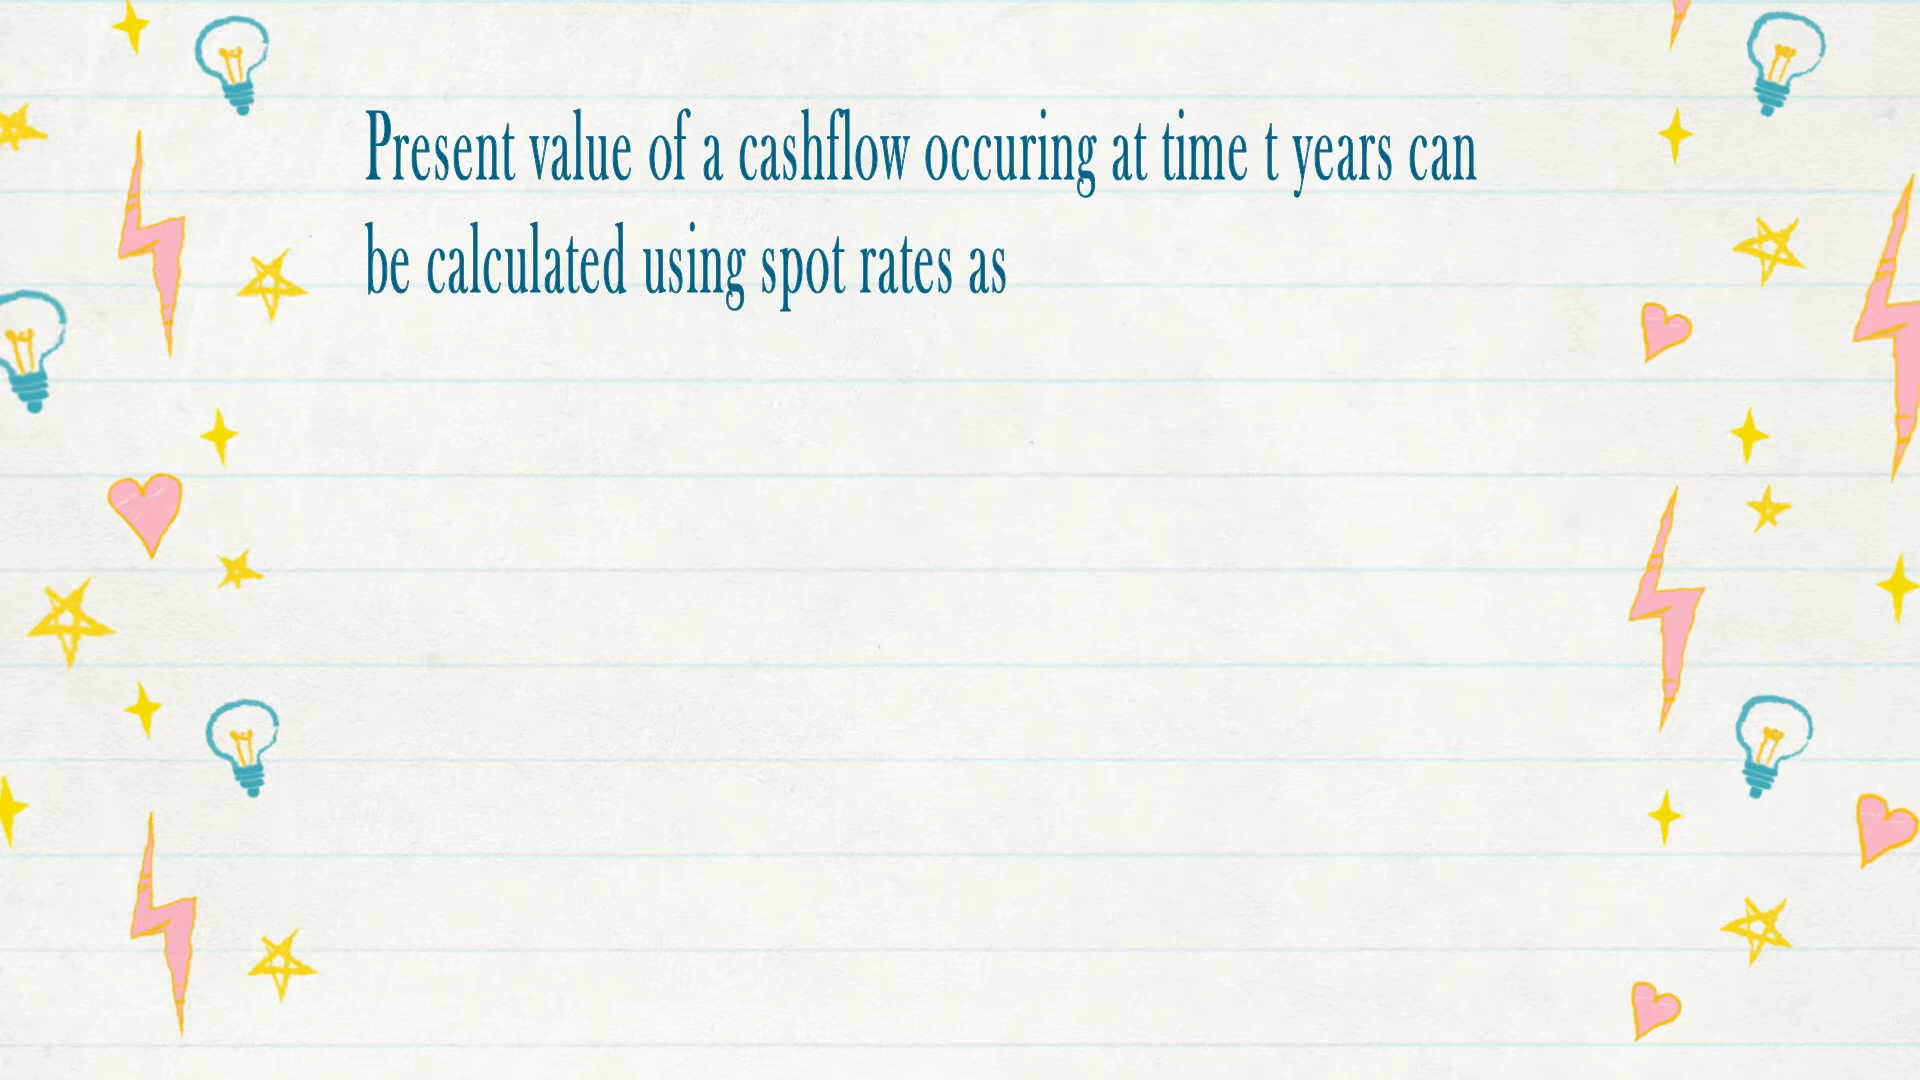 Present value of a cashflow occuring at time t years can
be calculated using spot rates as